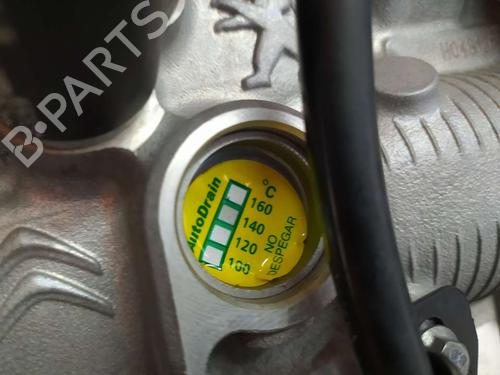 B-PARTS
AutoDrain
°C
160
140
120
100
NO
DESPEGAR